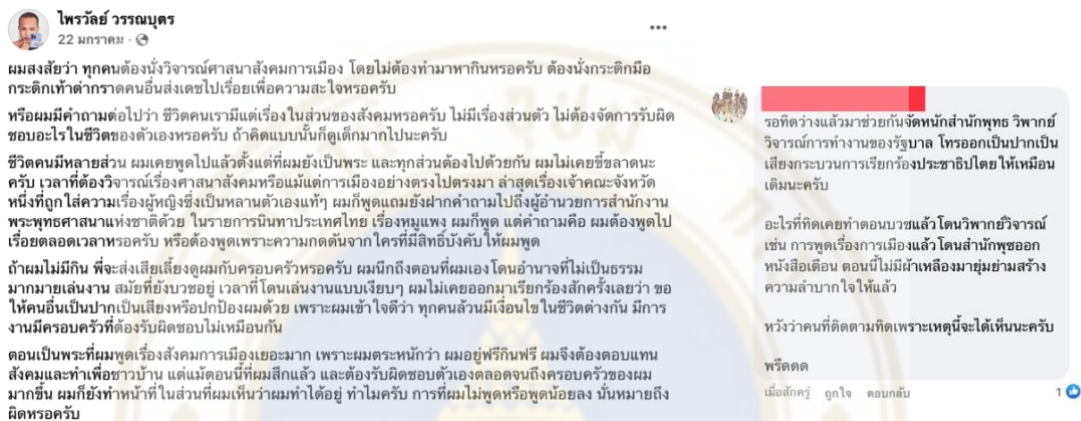 ไพรวัลย์ วรรณบุตร
22 มกราคม ·
ผมสงสัยว่า ทุกคนต้องนั่งวิจารณ์ศาสนาสังคมการเมือง โดยไม่ต้องทำมาหากินหรอครับ ต้องนั่งกระดิกมือ
กระดิกเท้าด่ากราดคนอื่นส่งเดชไปเรื่อยเพื่อความสะใจหรอครับ
หรือผมมีคำถามต่อไปว่า ชีวิตคนเรามีแต่เรื่องในส่วนของสังคมหรอครับ ไม่มีเรื่องส่วนตัว ไม่ต้องจัดการรับผิด
ชอบอะไรในชีวิตของตัวเองหรอครับ ถ้าคิดแบบนั้นก็ดูเด็กมากไปนะครับ
ชีวิตคนมีหลายส่วน ผมเคยพูดไปแล้วตั้งแต่ที่ผมยังเป็นพระ และทุกส่วนต้องไปด้วยกัน ผมไม่เคยขี้ขลาดนะ
ครับ เวลาที่ต้องวิจารณ์เรื่องศาสนาสังคมหรือแม้แต่การเมืองอย่างตรงไปตรงมา ล่าสุดเรื่องเจ้าคณะจังหวัด
หนึ่งที่ถูกใส่ความเรื่องผู้หญิงซึ่งเป็นหลานตัวเองแท้ๆ ผมก็พูดแถมยังฝากคำถามไปถึงผู้อำนวยการสำนักงาน
พระพุทธศาสนาแห่งชาติด้วย ในรายการนินทาประเทศไทย เรื่องหมูแพง ผมก็พูด แต่คำถามคือ ผมต้องพูดไป
เรื่อยตลอดเวลาหรอครับ หรือต้องพูดเพราะความกดดันจากใครที่มีสิทธิ์บังคับให้ผมพูด
ถ้าผมไม่มีกิน พี่จะส่งเสียเลี้ยงดูผมกับครอบครัวหรอครับ ผมนึกถึงตอนที่ผมเองโดนอำนาจที่ไม่เป็นธรรม
มากมายเล่นงาน สมัยที่ยังบวชอยู่ เวลาที่โดนเล่นงานแบบเงียบๆ ผมไม่เคยออกมาเรียกร้องสักครั้งเลยว่า ขอ
ให้คนอื่นเป็นปากเป็นเสียงหรือปกป้องผมด้วย เพราะผมเข้าใจดีว่า ทุกคนล้วนมีเงื่อนไขในชีวิตต่างกัน มีการ
งานมีครอบครัวที่ต้องรับผิดชอบไม่เหมือนกัน
ตอนเป็นพระที่ผมพูดเรื่องสังคมการเมืองเยอะมาก เพราะผมตระหนักว่า ผมอยู่ฟรีกินฟรี ผมจึงต้องตอบแทน
สังคมและทำเพื่อชาวบ้าน แต่แม้ตอนนี้ที่ผมสึกแล้ว และต้องรับผิดชอบตัวเองตลอดจนถึงครอบครัวของผม
มากขึ้น ผมก็ยังทำหน้าที่ในส่วนที่ผมเห็นว่าผมทำได้อยู่ ทำไมครับ การที่ผมไม่พูดหรือพูดน้อยลง นั่นหมายถึง
ผิดหรอครับ
รอทิดว่างแล้วมาช่วยกันจัดหนักสำนักพุทธ วิพากย์
วิจารณ์การทำงานของรัฐบาล โทรออกเป็นปากเป็น
เสียงกระบวนการเรียกร้องประชาธิปไตย ให้เหมือน
เดิมนะครับ
อะไรที่ทิดเคยทำตอนบวชแล้วโดนวิพากย์วิจารณ์
เช่น การพูดเรื่องการเมืองแล้วโดนสำนักพุชออก
หนังสือเตือน ตอนนี้ไม่มีผ้าเหลืองมายุ่มย่ามสร้าง
ความลำบากใจให้แล้ว
หวังว่าคนที่ติดตามทิดเพราะเหตุนี้จะได้เห็นนะครับ
พรืดดด
เมื่อสักครู่ ถูกใจ ตอบกลับ 1